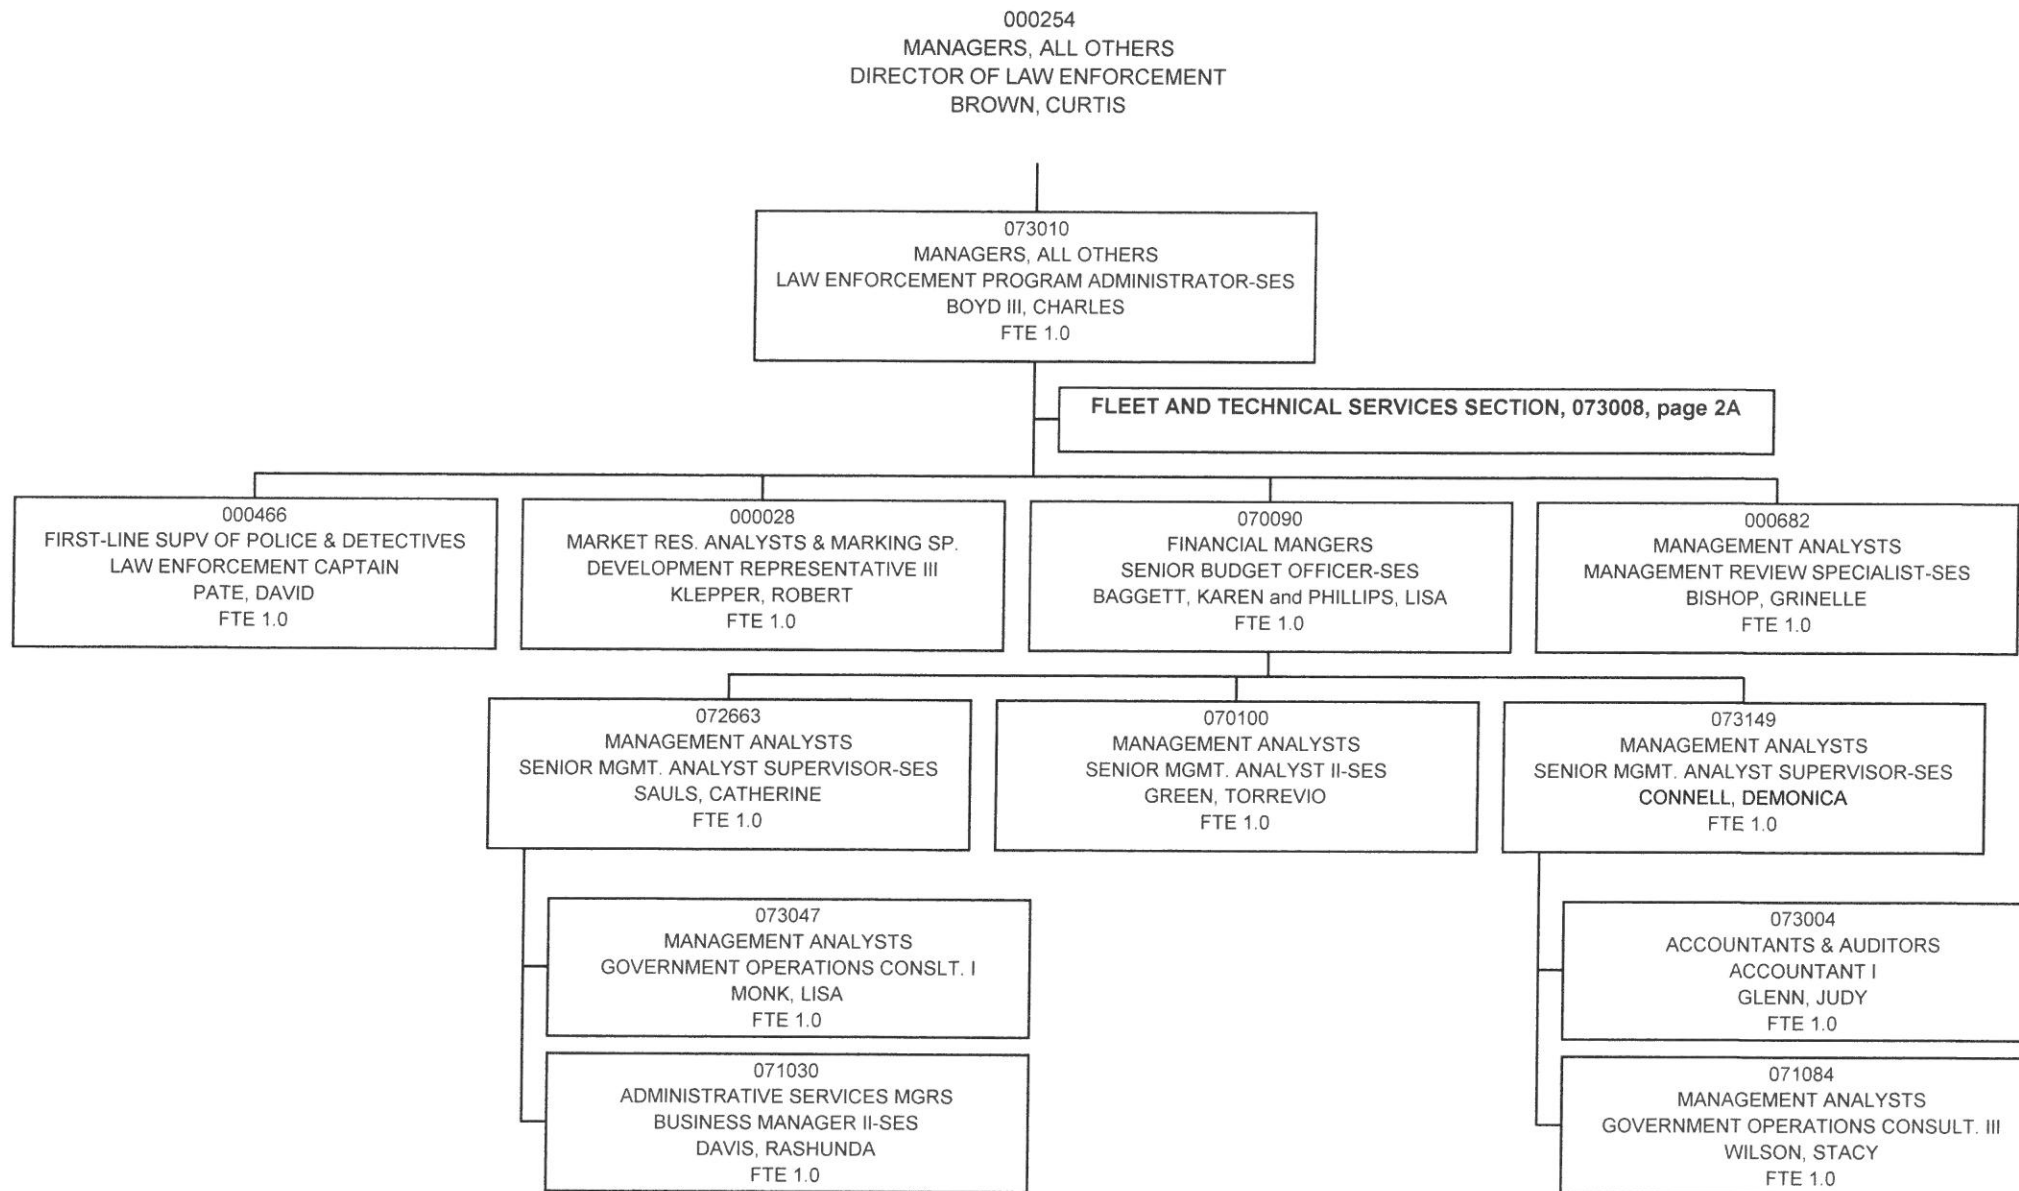 000254
MANAGERS, ALL OTHERS
DIRECTOR OF LAW ENFORCEMENT
BROWN, CURTIS
073010
MANAGERS, ALL OTHERS
LAW ENFORCEMENT PROGRAM ADMINISTRATOR-SES
BOYD III, CHARLES
FTE 1.0
FLEET AND TECHNICAL SERVICES SECTION, 073008, page 2A
000466
FIRST-LINE SUPV OF POLICE & DETECTIVES
LAW ENFORCEMENT CAPTAIN
PATE, DAVID
FTE 1.0
000028
MARKET RES. ANALYSTS & MARKING SP.
DEVELOPMENT REPRESENTATIVE III
KLEPPER, ROBERT
FTE 1.0
070090
FINANCIAL MANGERS
SENIOR BUDGET OFFICER-SES
BAGGETT, KAREN and PHILLIPS, LISA
FTE 1.0
000682
MANAGEMENT ANALYSTS
MANAGEMENT REVIEW SPECIALIST-SES
BISHOP, GRINELLE
FTE 1.0
072663
MANAGEMENT ANALYSTS
SENIOR MGMT. ANALYST SUPERVISOR-SES
SAULS, CATHERINE
FTE 1.0
070100
MANAGEMENT ANALYSTS
SENIOR MGMT. ANALYST II-SES
GREEN, TORREVIO
FTE 1.0
073149
MANAGEMENT ANALYSTS
SENIOR MGMT. ANALYST SUPERVISOR-SES
CONNELL, DEMONICA
FTE 1.0
073047
MANAGEMENT ANALYSTS
GOVERNMENT OPERATIONS CONSLT. I
MONK, LISA
FTE 1.0
071030
ADMINISTRATIVE SERVICES MGRS
BUSINESS MANAGER II-SES
DAVIS, RASHUNDA
FTE 1.0
073004
ACCOUNTANTS & AUDITORS
ACCOUNTANT I
GLENN, JUDY
FTE 1.0
071084
MANAGEMENT ANALYSTS
GOVERNMENT OPERATIONS CONSULT. III
WILSON, STACY
FTE 1.0